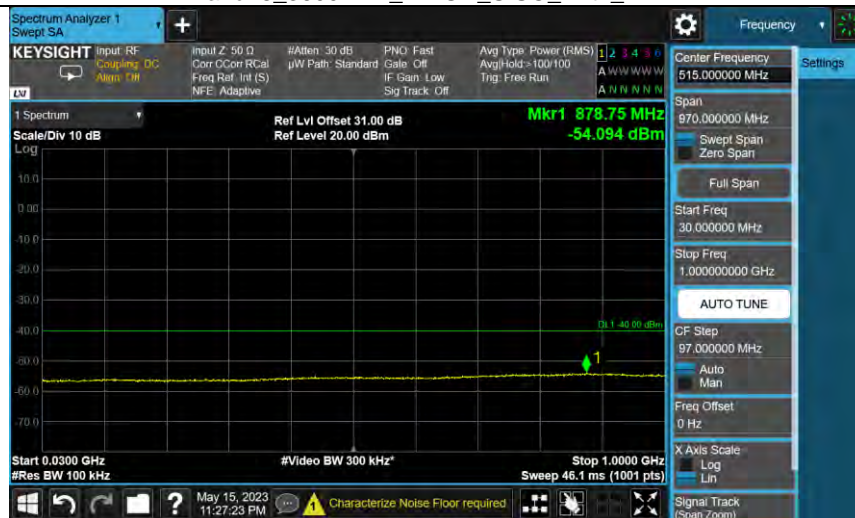 Spectrum Analyzer 1
Swept SA
+
Frequency
KEYSIGHT
Input: RF
Coupling: DC
Align: Off
LXI
Input Z: 50 Ω
Corr CCorr RCal
Freq Ref: Int (S)
NFE: Adaptive
#Atten: 30 dB
µW Path: Standard
PNO: Fast
Gate: Off
IF Gain: Low
Sig Track: Off
Avg Type: Power (RMS)
Avg|Hold:>100/100
Trig: Free Run
1 2 3 4 5 6
A W W W W W
A N N N N N
1 Spectrum
Scale/Div 10 dB
Log
Ref Lvl Offset 31.00 dB
Ref Level 20.00 dBm
Mkr1 878.75 MHz
-54.094 dBm
10.0
0.00
-10.0
-20.0
-30.0
-40.0
-50.0
-60.0
-70.0
DL1 -40.00 dBm
1
Start 0.0300 GHz
#Res BW 100 kHz
#Video BW 300 kHz*
Stop 1.0000 GHz
Sweep 46.1 ms (1001 pts)
Center Frequency
515.000000 MHz
Settings
Span
970.000000 MHz
Swept Span
Zero Span
Full Span
Start Freq
30.000000 MHz
Stop Freq
1.000000000 GHz
AUTO TUNE
CF Step
97.000000 MHz
Auto
Man
Freq Offset
0 Hz
X Axis Scale
Log
Lin
Signal Track
(Span Zoom)
?
May 15, 2023
11:27:23 PM
Characterize Noise Floor required